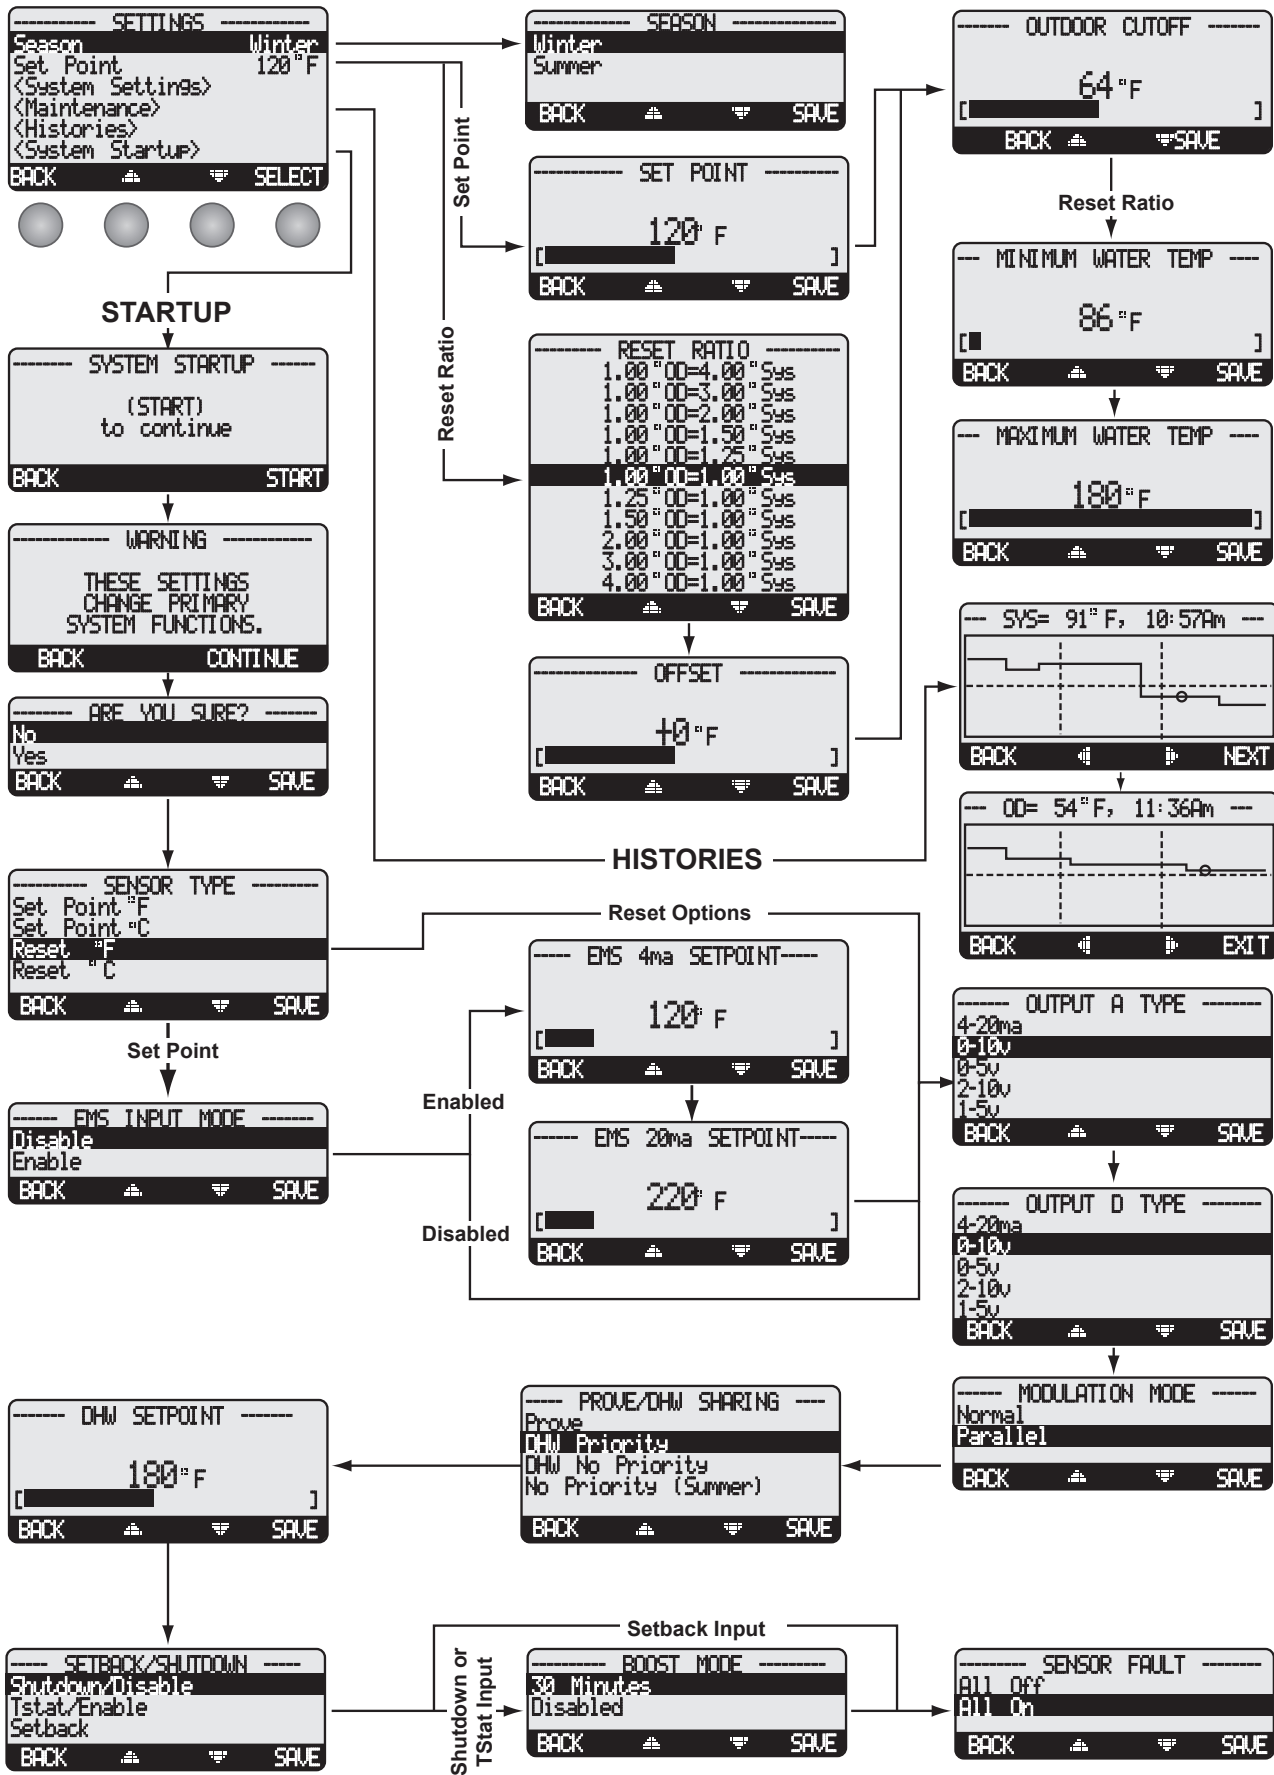 ---------- SETTINGS ----------
Season Winter
Set Point 120°F
<System Settings>
<Maintenance>
<Histories>
<System Startup>
BACK SELECT
STARTUP
-------- SYSTEM STARTUP ------
(START)
to continue
BACK START
------------- WARNING ------------
THESE SETTINGS
CHANGE PRIMARY
SYSTEM FUNCTIONS.
BACK CONTINUE
-------- ARE YOU SURE? -------
No
Yes
BACK SAVE
---------- SENSOR TYPE ---------
Set Point °F
Set Point °C
Reset °F
Reset °C
BACK SAVE
Set Point
------ EMS INPUT MODE -------
Disable
Enable
BACK SAVE
Set Point
Reset Ratio
------------- SEASON -------------
Winter
Summer
BACK SAVE
------------ SET POINT ----------
120° F
[ ]
BACK SAVE
--------- RESET RATIO ----------
1.00°OD=4.00°Sys
1.00°OD=3.00°Sys
1.00°OD=2.00°Sys
1.00°OD=1.50°Sys
1.00°OD=1.25°Sys
1.00°OD=1.00°Sys
1.25°OD=1.00°Sys
1.50°OD=1.00°Sys
2.00°OD=1.00°Sys
3.00°OD=1.00°Sys
4.00°OD=1.00°Sys
BACK SAVE
------------- OFFSET -------------
+0°F
[ ]
BACK SAVE
------- OUTDOOR CUTOFF -------
64°F
[ ]
BACK SAVE
Reset Ratio
--- MINIMUM WATER TEMP ----
86°F
[ ]
BACK SAVE
--- MAXIMUM WATER TEMP ----
180°F
[ ]
BACK SAVE
HISTORIES
--- SYS= 91°F, 10:57Am ---
BACK NEXT
--- OD= 54°F, 11:36Am ---
BACK EXIT
Reset Options
Enabled
Disabled
----- EMS 4ma SETPOINT-----
120° F
[ ]
BACK SAVE
------ EMS 20ma SETPOINT-----
220° F
[ ]
BACK SAVE
------- OUTPUT A TYPE --------
4-20ma
0-10v
0-5v
2-10v
1-5v
BACK SAVE
------- OUTPUT D TYPE --------
4-20ma
0-10v
0-5v
2-10v
1-5v
BACK SAVE
------ MODULATION MODE ------
Normal
Parallel
BACK SAVE
----- PROVE/DHW SHARING ----
Prove
DHW Priority
DHW No Priority
No Priority (Summer)
BACK SAVE
------- DHW SETPOINT -------
180°F
[ ]
BACK SAVE
----- SETBACK/SHUTDOWN -----
Shutdown/Disable
Tstat/Enable
Setback
BACK SAVE
Setback Input
Shutdown or
TStat Input
----------- BOOST MODE ----------
30 Minutes
Disabled
BACK SAVE
--------- SENSOR FAULT --------
All Off
All On
BACK SAVE